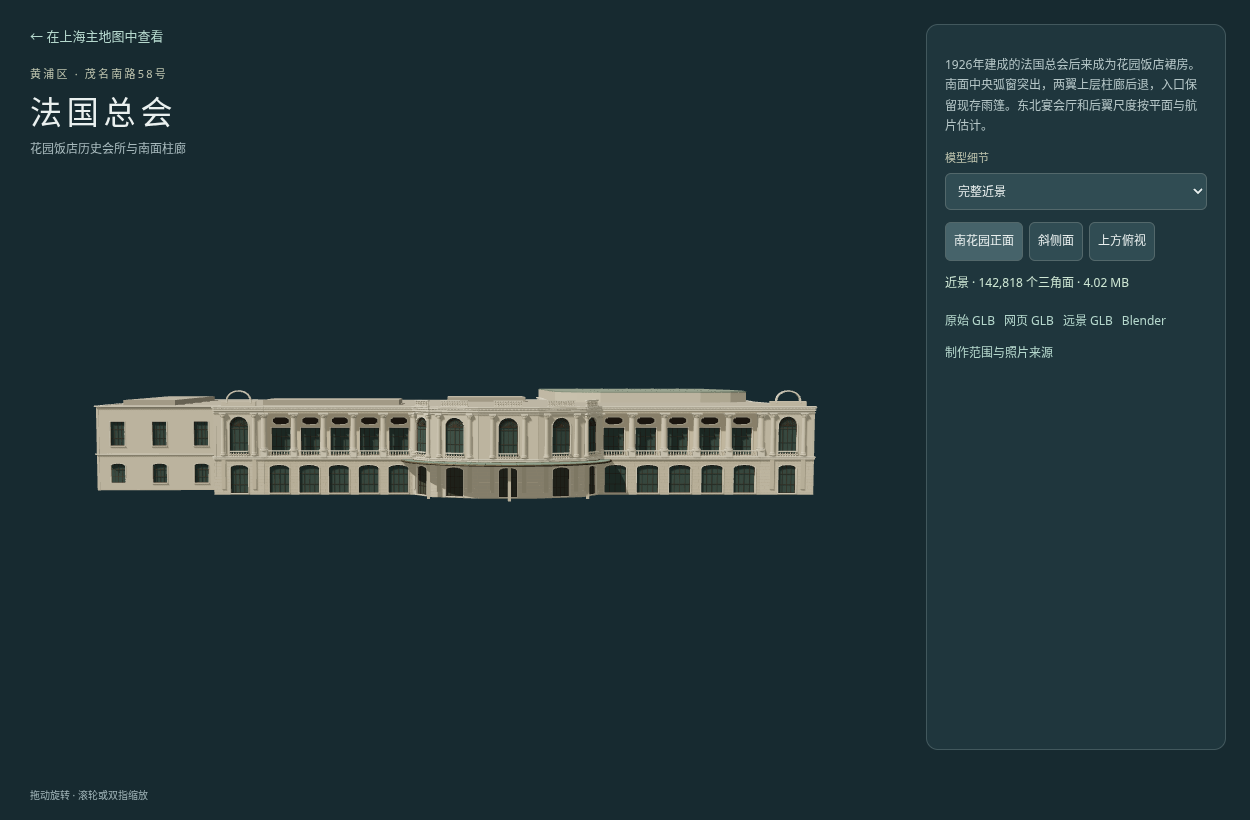 ← 在上海主地图中查看
黄浦区 · 茂名南路58号
法国总会
花园饭店历史会所与南面柱廊
1926年建成的法国总会后来成为花园饭店裙房。
南面中央弧窗突出，两翼上层柱廊后退，入口保
留现存雨篷。东北宴会厅和后翼尺度按平面与航
片估计。
模型细节
完整近景
南花园正面 斜侧面 上方俯视
近景 · 142,818 个三角面 · 4.02 MB
原始 GLB 网页 GLB 远景 GLB Blender
制作范围与照片来源
拖动旋转 · 滚轮或双指缩放